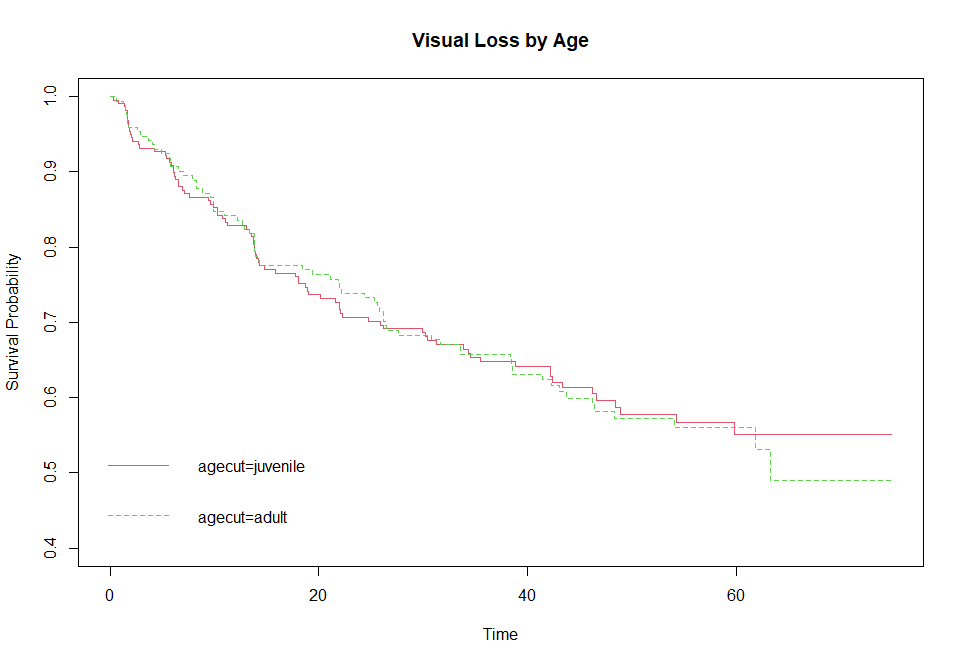 Visual Loss by Age
Survival Probability
1.0
0.9
0.8
0.7
0.6
0.5
0.4
agecut=juvenile
agecut=adult
0
20
40
60
Time